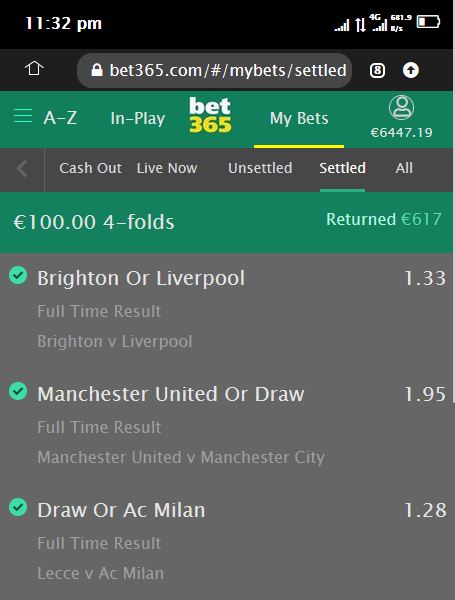 11:32 pm
4G 681.9 B/s
bet365.com/#/mybets/settled
8
A-Z In-Play bet365 My Bets
€6447.19
Cash Out Live Now Unsettled Settled All
€100.00 4-folds Returned €617
Brighton Or Liverpool 1.33
Full Time Result
Brighton v Liverpool
Manchester United Or Draw 1.95
Full Time Result
Manchester United v Manchester City
Draw Or Ac Milan 1.28
Full Time Result
Lecce v Ac Milan